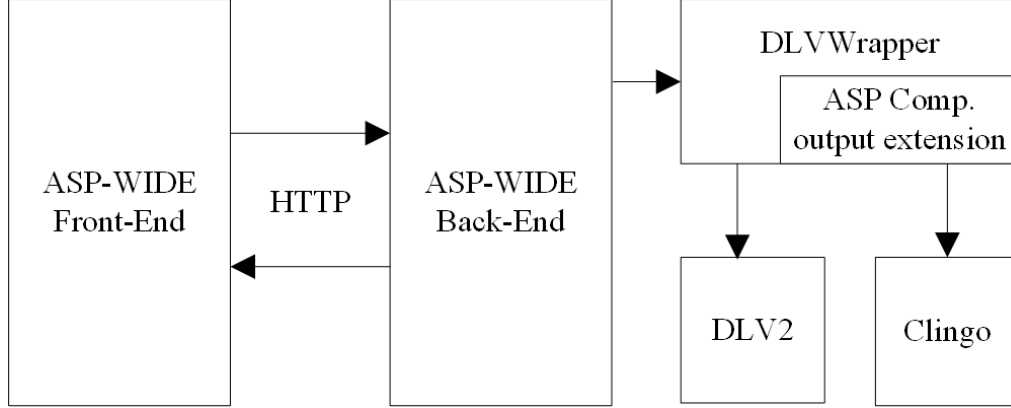 ASP-WIDE
Front-End
HTTP
ASP-WIDE
Back-End
DLVWrapper
ASP Comp.
output extension
DLV2
Clingo